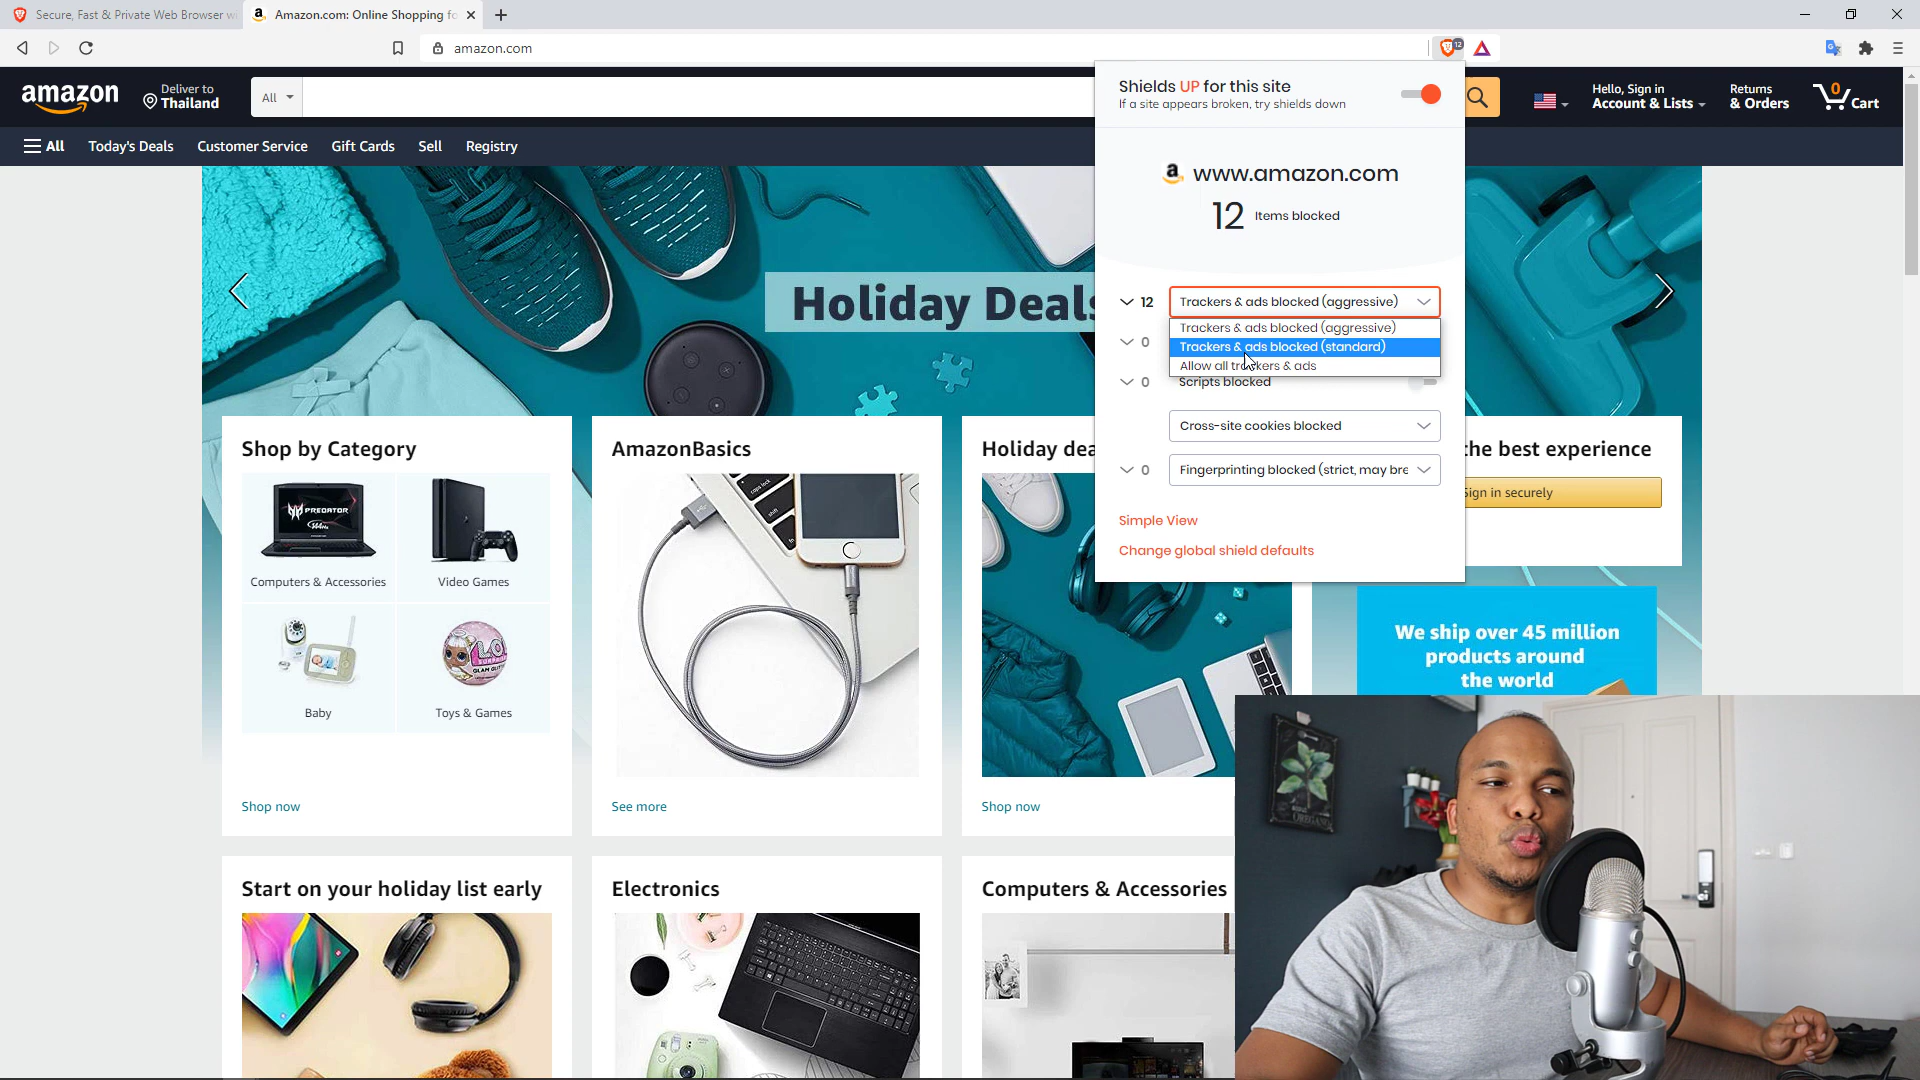 Secure, Fast & Private Web Browser w
Amazon.com: Online Shopping fo
amazon.com
12
amazon
Deliver to
Thailand
All
Hello, Sign in
Account & Lists
Returns
& Orders
0
Cart
All
Today's Deals
Customer Service
Gift Cards
Sell
Registry
Shields UP for this site
If a site appears broken, try shields down
www.amazon.com
12 Items blocked
12
Trackers & ads blocked (aggressive)
Trackers & ads blocked (aggressive)
0
Trackers & ads blocked (standard)
Allow all trackers & ads
0
Scripts blocked
Cross-site cookies blocked
0
Fingerprinting blocked (strict, may bre
Simple View
Change global shield defaults
Holiday Deals
Shop by Category
PREDATOR
Computers & Accessories
Video Games
Baby
Toys & Games
Shop now
AmazonBasics
caps lock
shift
See more
Holiday dea
Shop now
the best experience
Sign in securely
We ship over 45 million
products around
the world
Start on your holiday list early
Electronics
Computers & Accessories
OREGANO